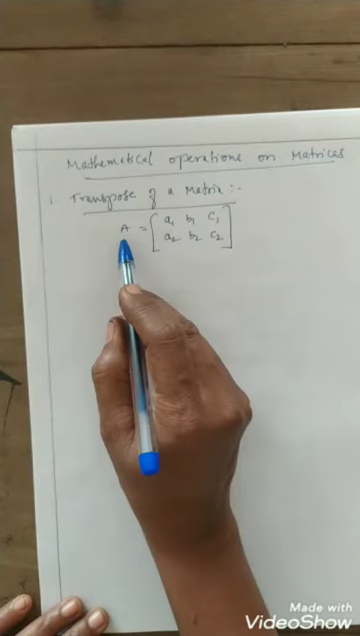 Mathematical operations on Matrices
1. Transpose of a Matrix :-
A = [ a₁ b₁ c₁
a₂ b₂ c₂ ]
Made with
VideoShow